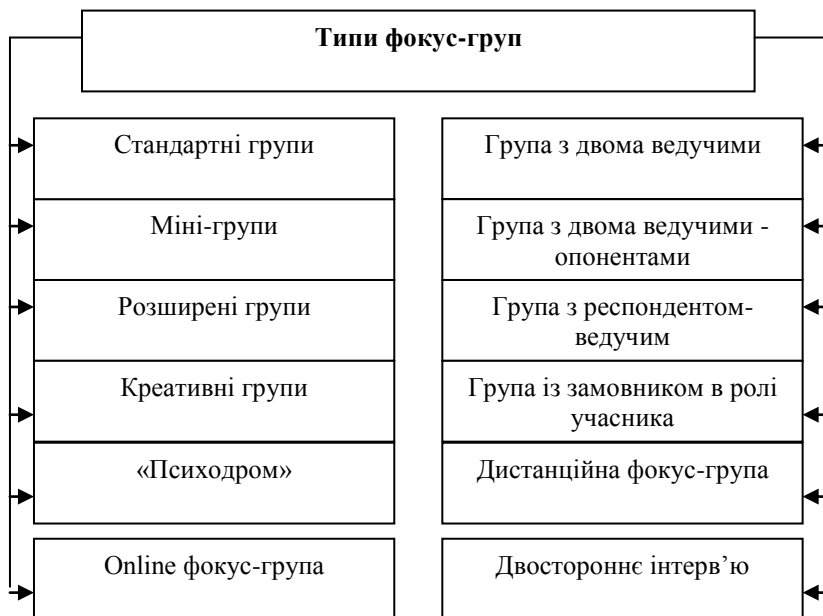 Типи фокус-груп
Стандартні групи
Міні-групи
Розширені групи
Креативні групи
«Психодром»
Online фокус-група
Група з двома ведучими
Група з двома ведучими -
опонентами
Група з респондентом-
ведучим
Група із замовником в ролі
учасника
Дистанційна фокус-група
Двостороннє інтерв’ю